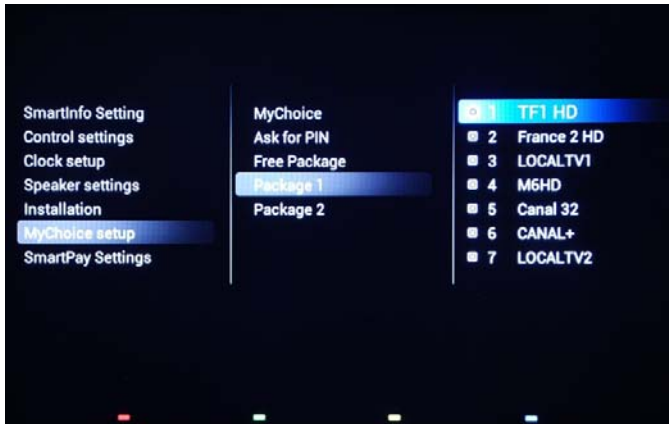 SmartInfo Setting
Control settings
Clock setup
Speaker settings
Installation
MyChoice setup
SmartPay Settings
MyChoice
Ask for PIN
Free Package
Package 1
Package 2
1 TF1 HD
2 France 2 HD
3 LOCALTV1
4 M6HD
5 Canal 32
6 CANAL+
7 LOCALTV2